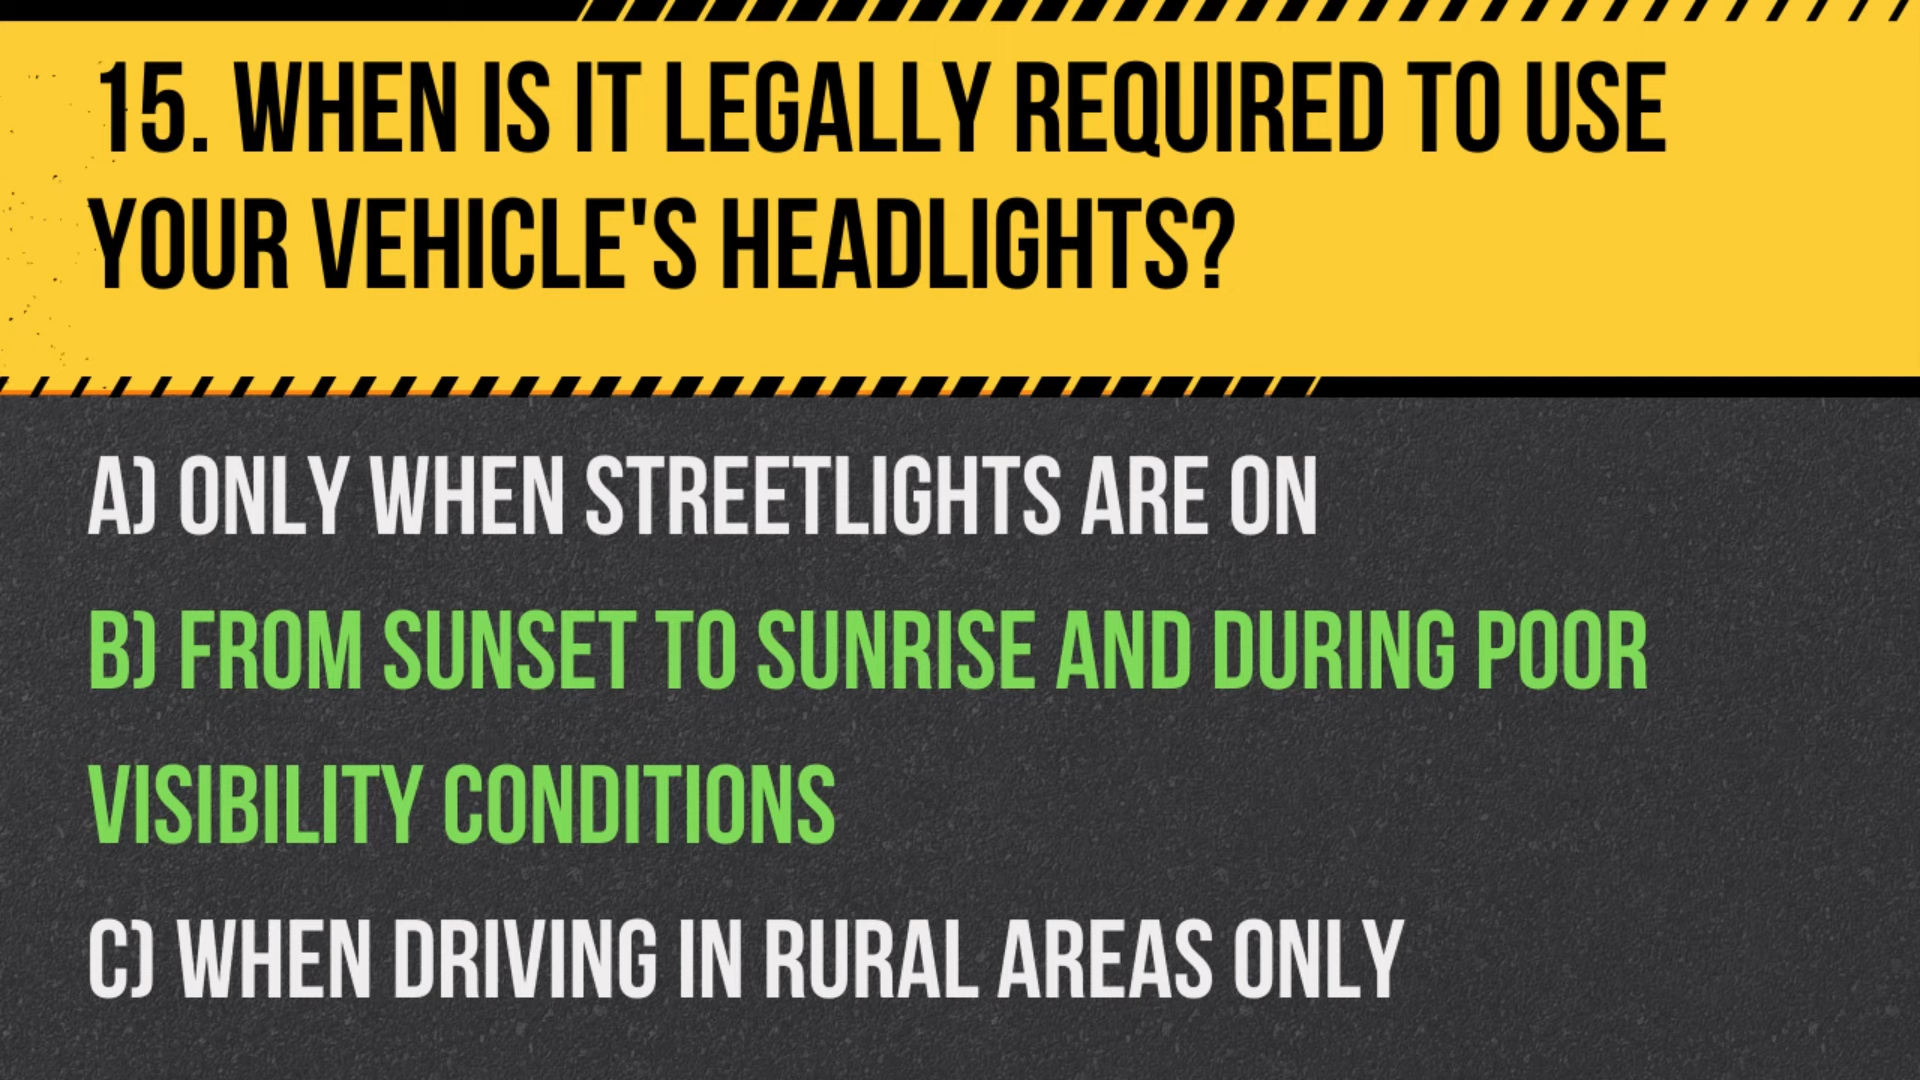 15. WHEN IS IT LEGALLY REQUIRED TO USE
YOUR VEHICLE'S HEADLIGHTS?
A) ONLY WHEN STREETLIGHTS ARE ON
B) FROM SUNSET TO SUNRISE AND DURING POOR
VISIBILITY CONDITIONS
C) WHEN DRIVING IN RURAL AREAS ONLY